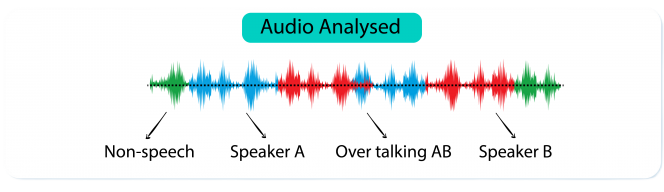 Audio Analysed
Non-speech Speaker A Over talking AB Speaker B